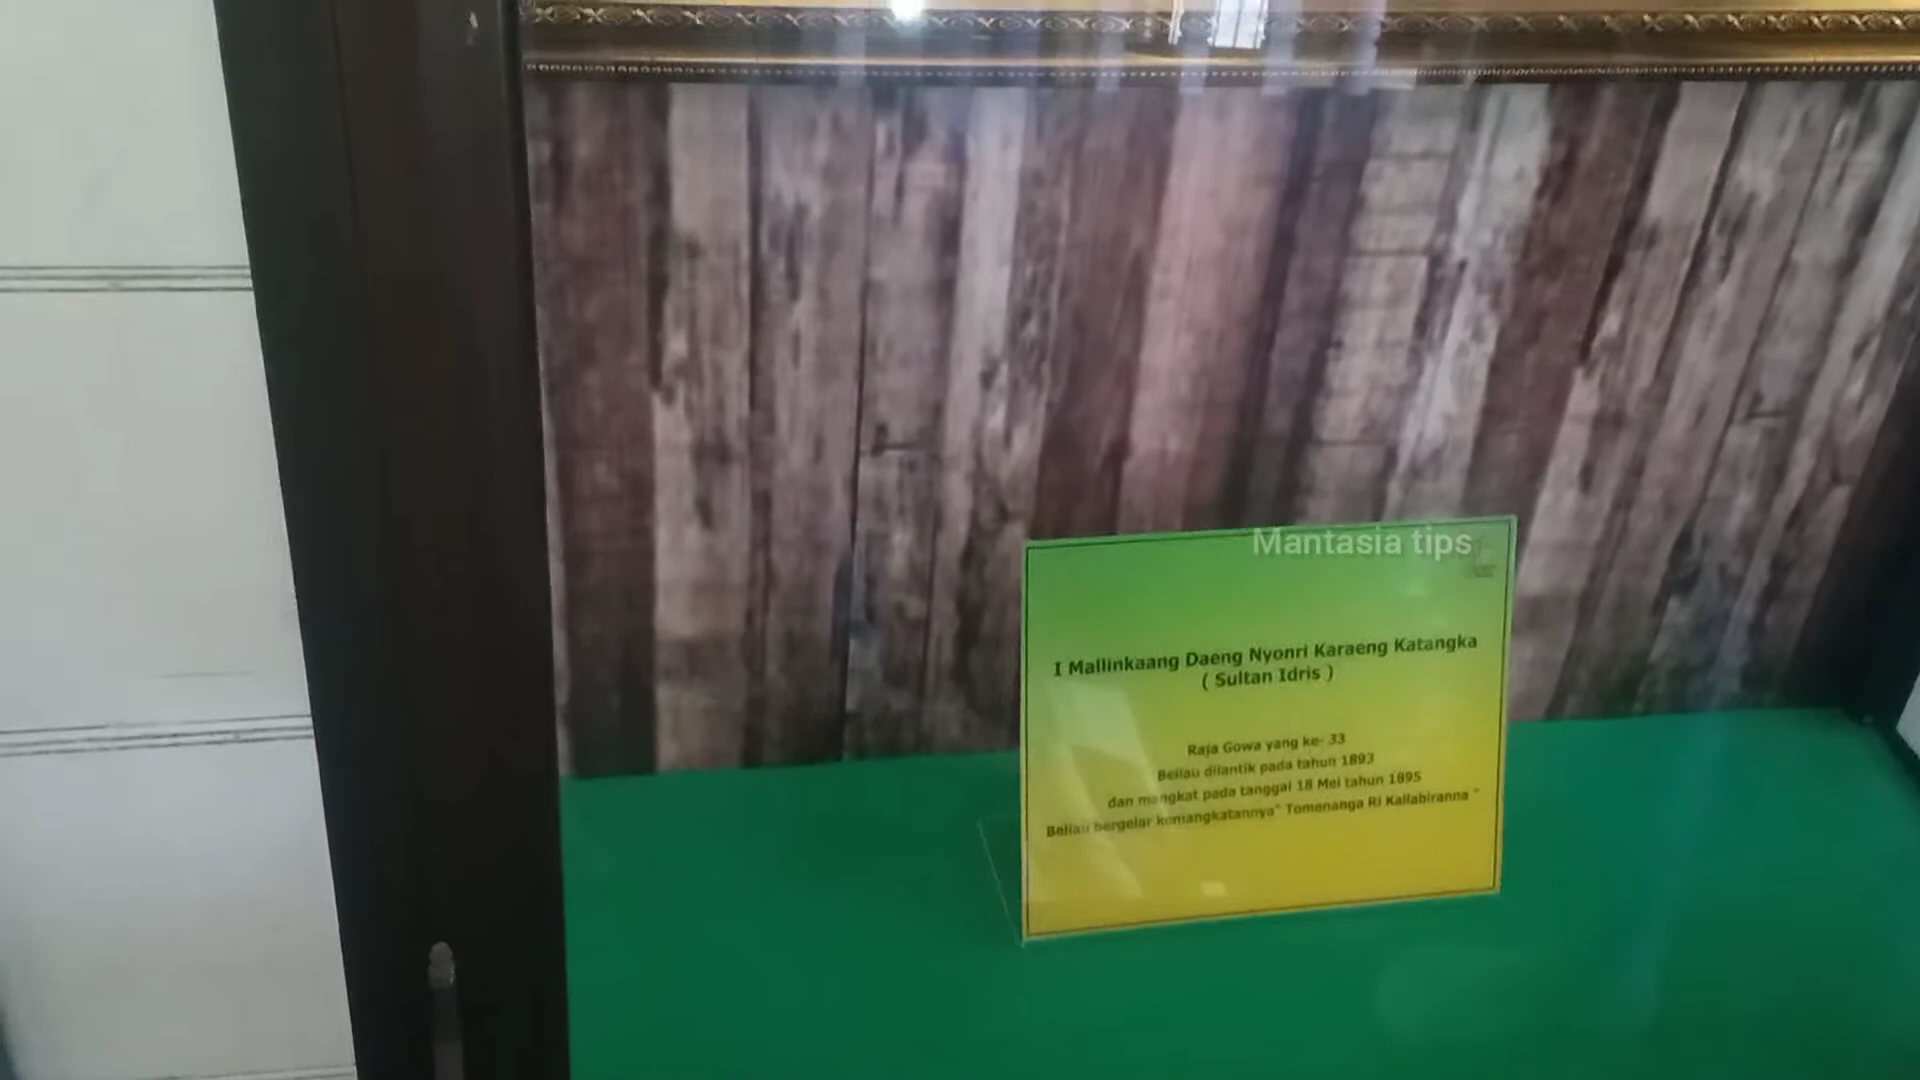 Mantasia tips
I Mallinkaang Daeng Nyonri Karaeng Katangka
( Sultan Idris )
Raja Gowa yang ke- 33
Beliau dilantik pada tahun 1893
dan mangkat pada tanggal 18 Mei tahun 1895
Beliau bergelar kemangkatannya" Tomenanga Ri Kallabiranna "